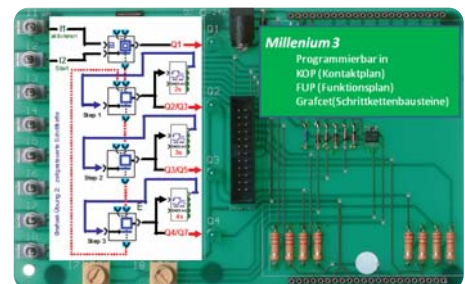 I1
I2
Start
Q1
Step 1
2s
Q2/Q3
Step 2
3s
Q3/Q5
Step 3
4s
Q4/Q7
Q1
Q2
Q3
Q4
Millenium 3
Programmierbar in
KOP (Kontaktplan)
FUP (Funktionsplan)
Grafcet(Schrittkettenbausteine)